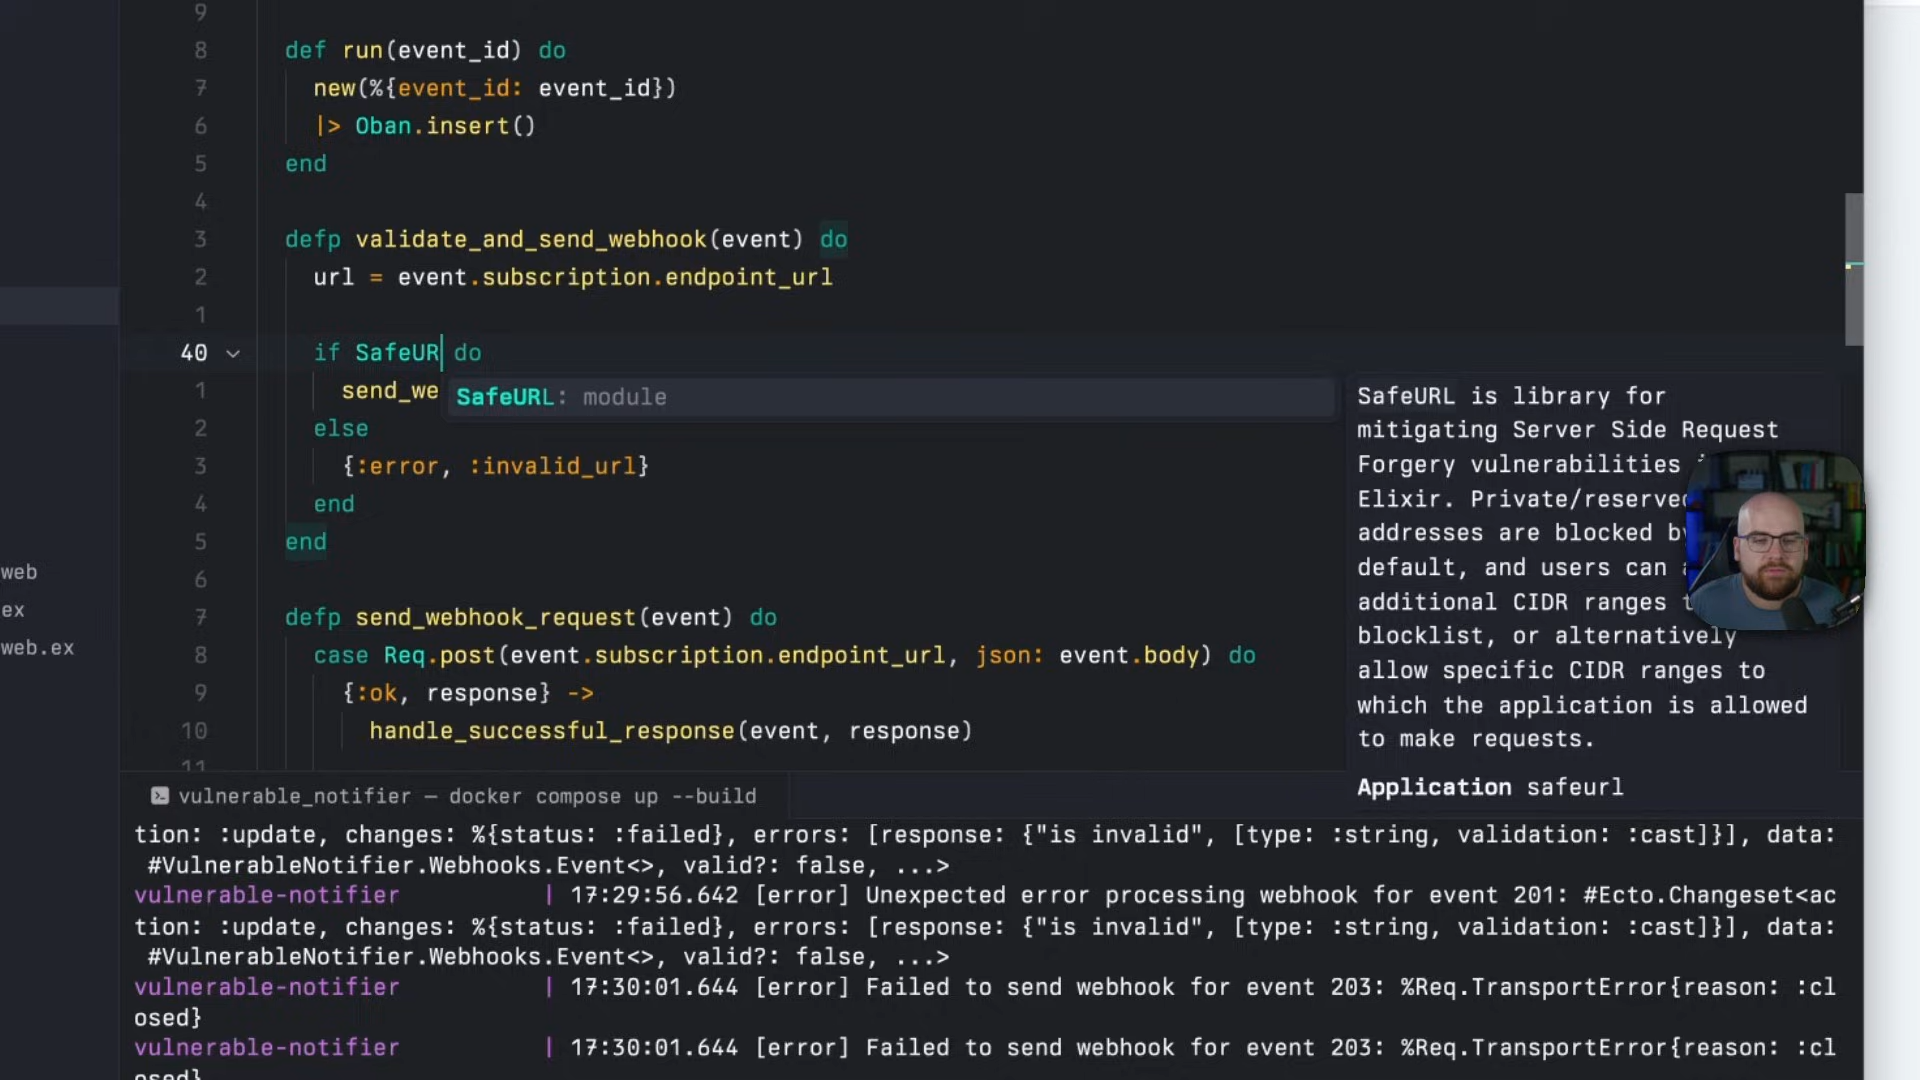 9
8 def run(event_id) do
7 new(%{event_id: event_id})
6 |> Oban.insert()
5 end
4
3 defp validate_and_send_webhook(event) do
2 url = event.subscription.endpoint_url
1
40 if SafeUR do
1 send_we
SafeURL: module
2 else
3 {:error, :invalid_url}
4 end
5 end
6
7 defp send_webhook_request(event) do
8 case Req.post(event.subscription.endpoint_url, json: event.body) do
9 {:ok, response} ->
10 handle_successful_response(event, response)
11
SafeURL is library for
mitigating Server Side Request
Forgery vulnerabilities
Elixir. Private/reserved
addresses are blocked
default, and users can
additional CIDR ranges
blocklist, or alternatively
allow specific CIDR ranges to
which the application is allowed
to make requests.
Application safeurl
web
ex
web.ex
vulnerable_notifier — docker compose up --build
tion: :update, changes: %{status: :failed}, errors: [response: {"is invalid", [type: :string, validation: :cast]}], data:
#VulnerableNotifier.Webhooks.Event<>, valid?: false, ...>
vulnerable-notifier | 17:29:56.642 [error] Unexpected error processing webhook for event 201: #Ecto.Changeset<ac
tion: :update, changes: %{status: :failed}, errors: [response: {"is invalid", [type: :string, validation: :cast]}], data:
#VulnerableNotifier.Webhooks.Event<>, valid?: false, ...>
vulnerable-notifier | 17:30:01.644 [error] Failed to send webhook for event 203: %Req.TransportError{reason: :cl
osed}
vulnerable-notifier | 17:30:01.644 [error] Failed to send webhook for event 203: %Req.TransportError{reason: :cl
osed}